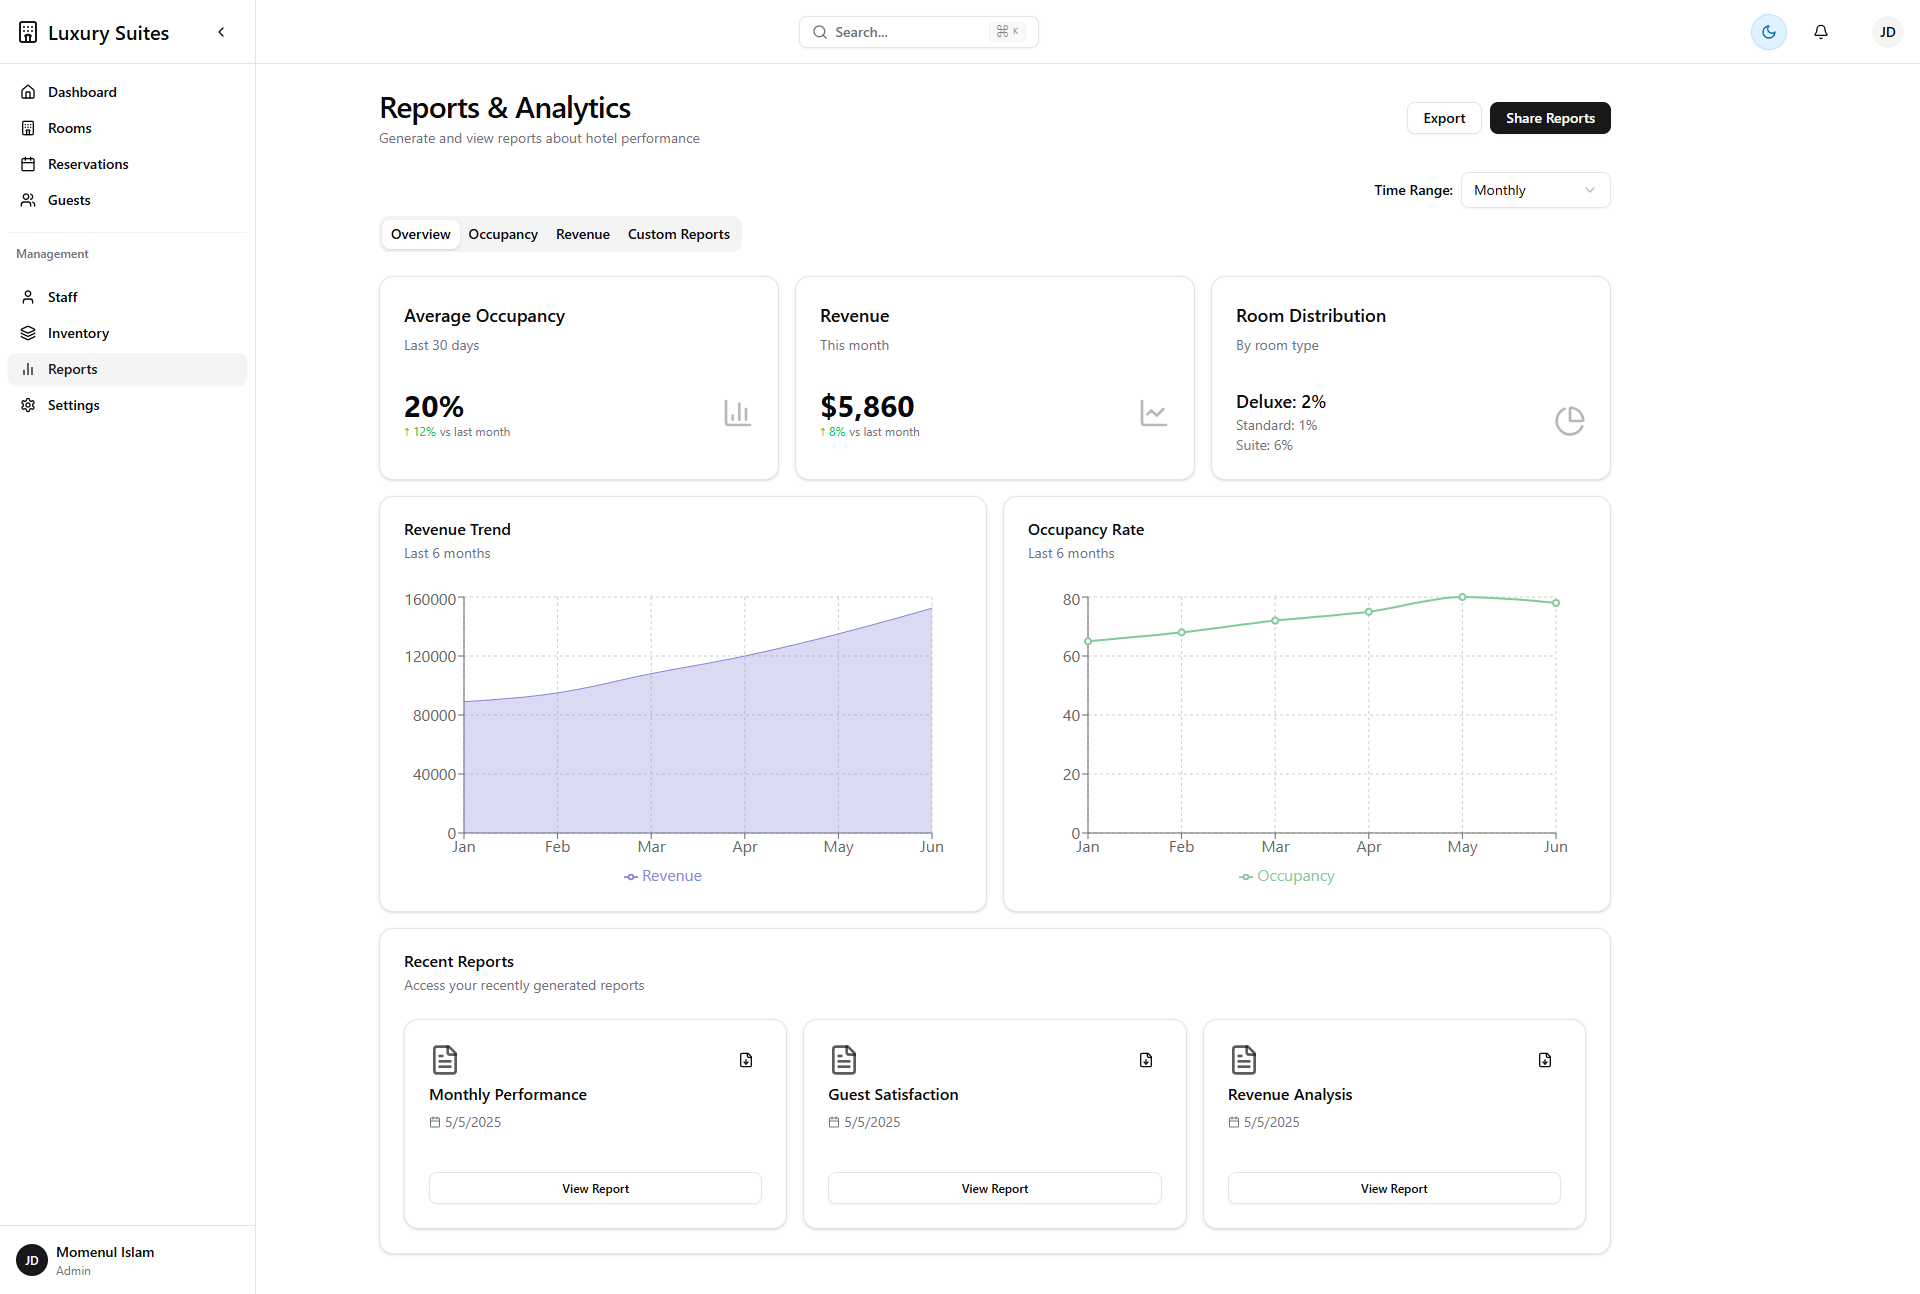 Luxury Suites
Search...
⌘ K
JD
Dashboard
Rooms
Reservations
Guests
Management
Staff
Inventory
Reports
Settings
JD
Momenul Islam
Admin
Reports & Analytics
Generate and view reports about hotel performance
Export
Share Reports
Time Range:
Monthly
Overview
Occupancy
Revenue
Custom Reports
Average Occupancy
Last 30 days
20%
↑ 12% vs last month
Revenue
This month
$5,860
↑ 8% vs last month
Room Distribution
By room type
Deluxe: 2%
Standard: 1%
Suite: 6%
Revenue Trend
Last 6 months
160000
120000
80000
40000
0
Jan
Feb
Mar
Apr
May
Jun
Revenue
Occupancy Rate
Last 6 months
80
60
40
20
0
Jan
Feb
Mar
Apr
May
Jun
Occupancy
Recent Reports
Access your recently generated reports
Monthly Performance
5/5/2025
View Report
Guest Satisfaction
5/5/2025
View Report
Revenue Analysis
5/5/2025
View Report